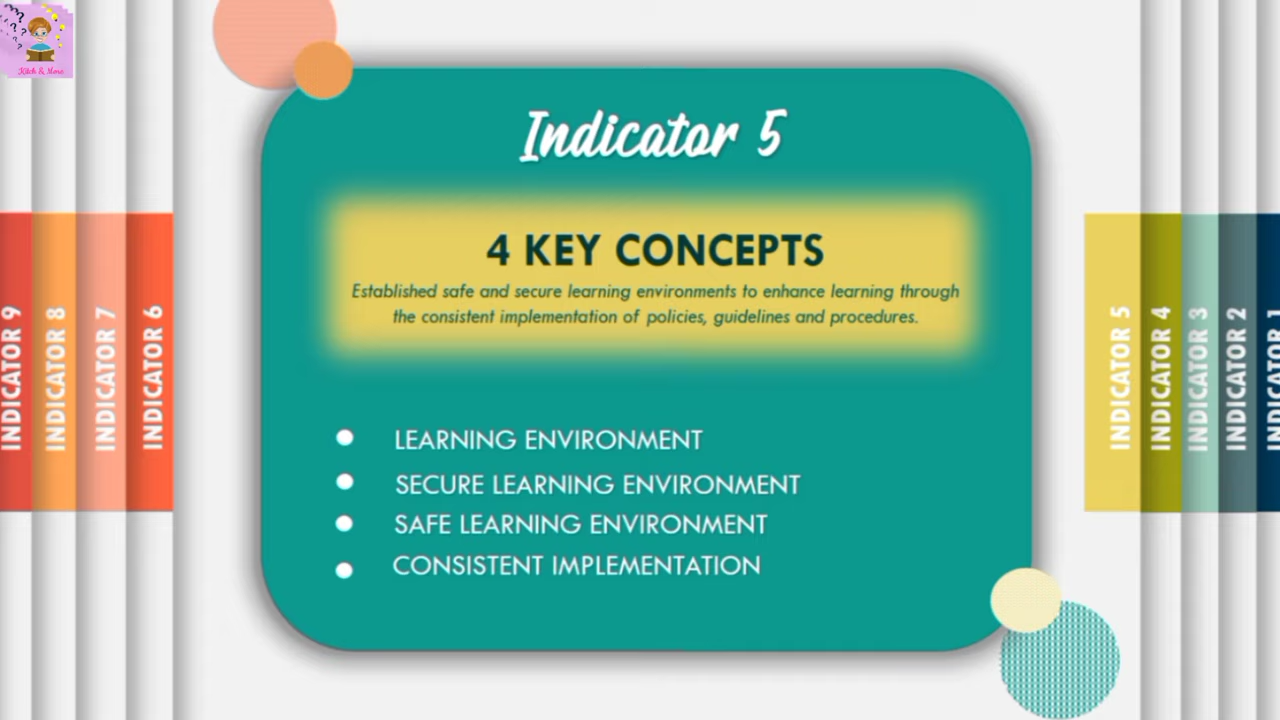 Kitch & More
Indicator 5
4 KEY CONCEPTS
Established safe and secure learning environments to enhance learning through
the consistent implementation of policies, guidelines and procedures.
LEARNING ENVIRONMENT
SECURE LEARNING ENVIRONMENT
SAFE LEARNING ENVIRONMENT
CONSISTENT IMPLEMENTATION
INDICATOR 9
INDICATOR 8
INDICATOR 7
INDICATOR 6
INDICATOR 5
INDICATOR 4
INDICATOR 3
INDICATOR 2
INDICATOR 1